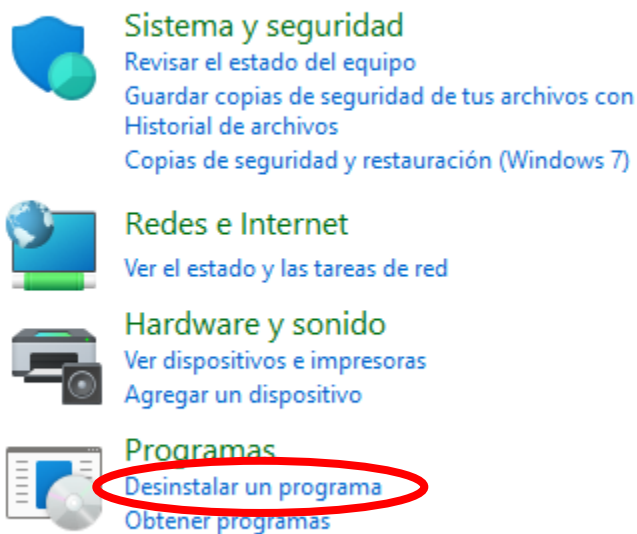 Sistema y seguridad
Revisar el estado del equipo
Guardar copias de seguridad de tus archivos con
Historial de archivos
Copias de seguridad y restauración (Windows 7)
Redes e Internet
Ver el estado y las tareas de red
Hardware y sonido
Ver dispositivos e impresoras
Agregar un dispositivo
Programas
Desinstalar un programa
Obtener programas